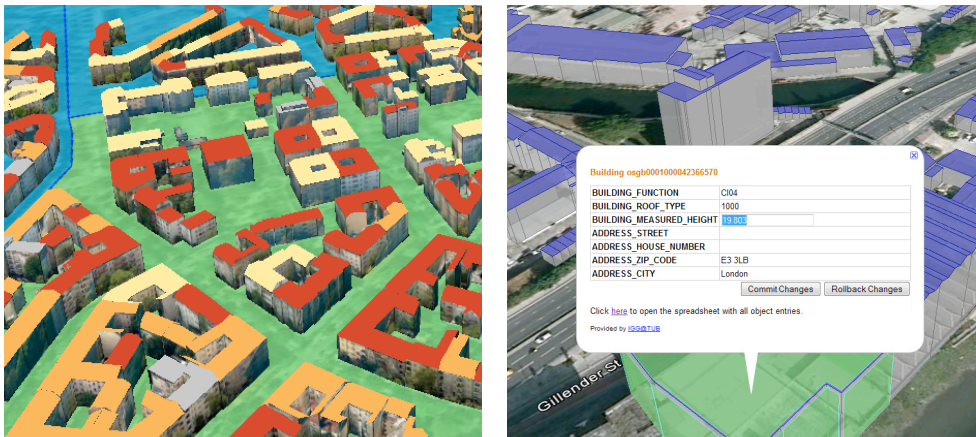 Building osgb0001000042366570
BUILDING_FUNCTION CI04
BUILDING_ROOF_TYPE 1000
BUILDING_MEASURED_HEIGHT 19.803
ADDRESS_STREET
ADDRESS_HOUSE_NUMBER
ADDRESS_ZIP_CODE E3 3LB
ADDRESS_CITY London
Commit Changes Rollback Changes
Click here to open the spreadsheet with all object entries.
Provided by IGG@TUB
Gillender St